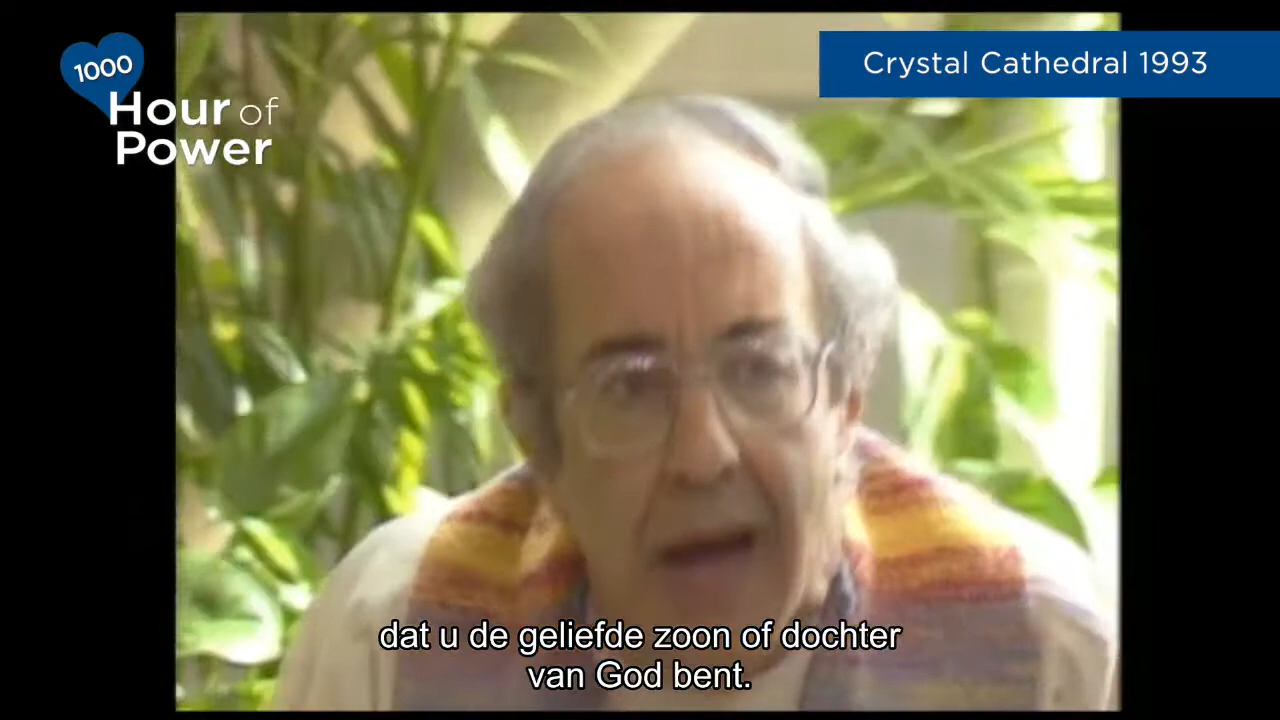 1000
Hour of
Power
Crystal Cathedral 1993
dat u de geliefde zoon of dochter
van God bent.